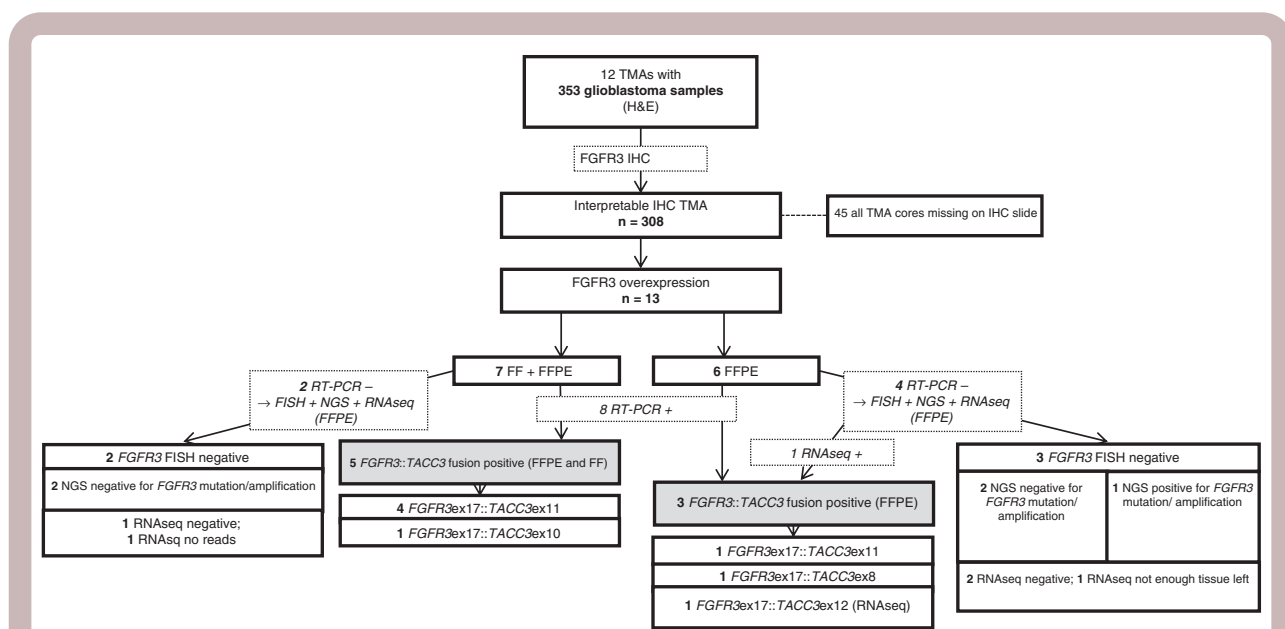 12 TMAs with
353 glioblastoma samples
(H&E)
FGFR3 IHC
Interpretable IHC TMA
n = 308
45 all TMA cores missing on IHC slide
FGFR3 overexpression
n = 13
7 FF + FFPE
6 FFPE
2 RT-PCR –
→ FISH + NGS + RNAseq
(FFPE)
8 RT-PCR +
4 RT-PCR –
→ FISH + NGS + RNAseq
(FFPE)
1 RNAseq +
2 FGFR3 FISH negative
2 NGS negative for FGFR3 mutation/amplification
1 RNAseq negative;
1 RNAsq no reads
5 FGFR3::TACC3 fusion positive (FFPE and FF)
4 FGFR3ex17::TACC3ex11
1 FGFR3ex17::TACC3ex10
3 FGFR3::TACC3 fusion positive (FFPE)
1 FGFR3ex17::TACC3ex11
1 FGFR3ex17::TACC3ex8
1 FGFR3ex17::TACC3ex12 (RNAseq)
3 FGFR3 FISH negative
2 NGS negative for
FGFR3 mutation/
amplification
1 NGS positive for FGFR3
mutation/ amplification
2 RNAseq negative; 1 RNAseq not enough tissue left